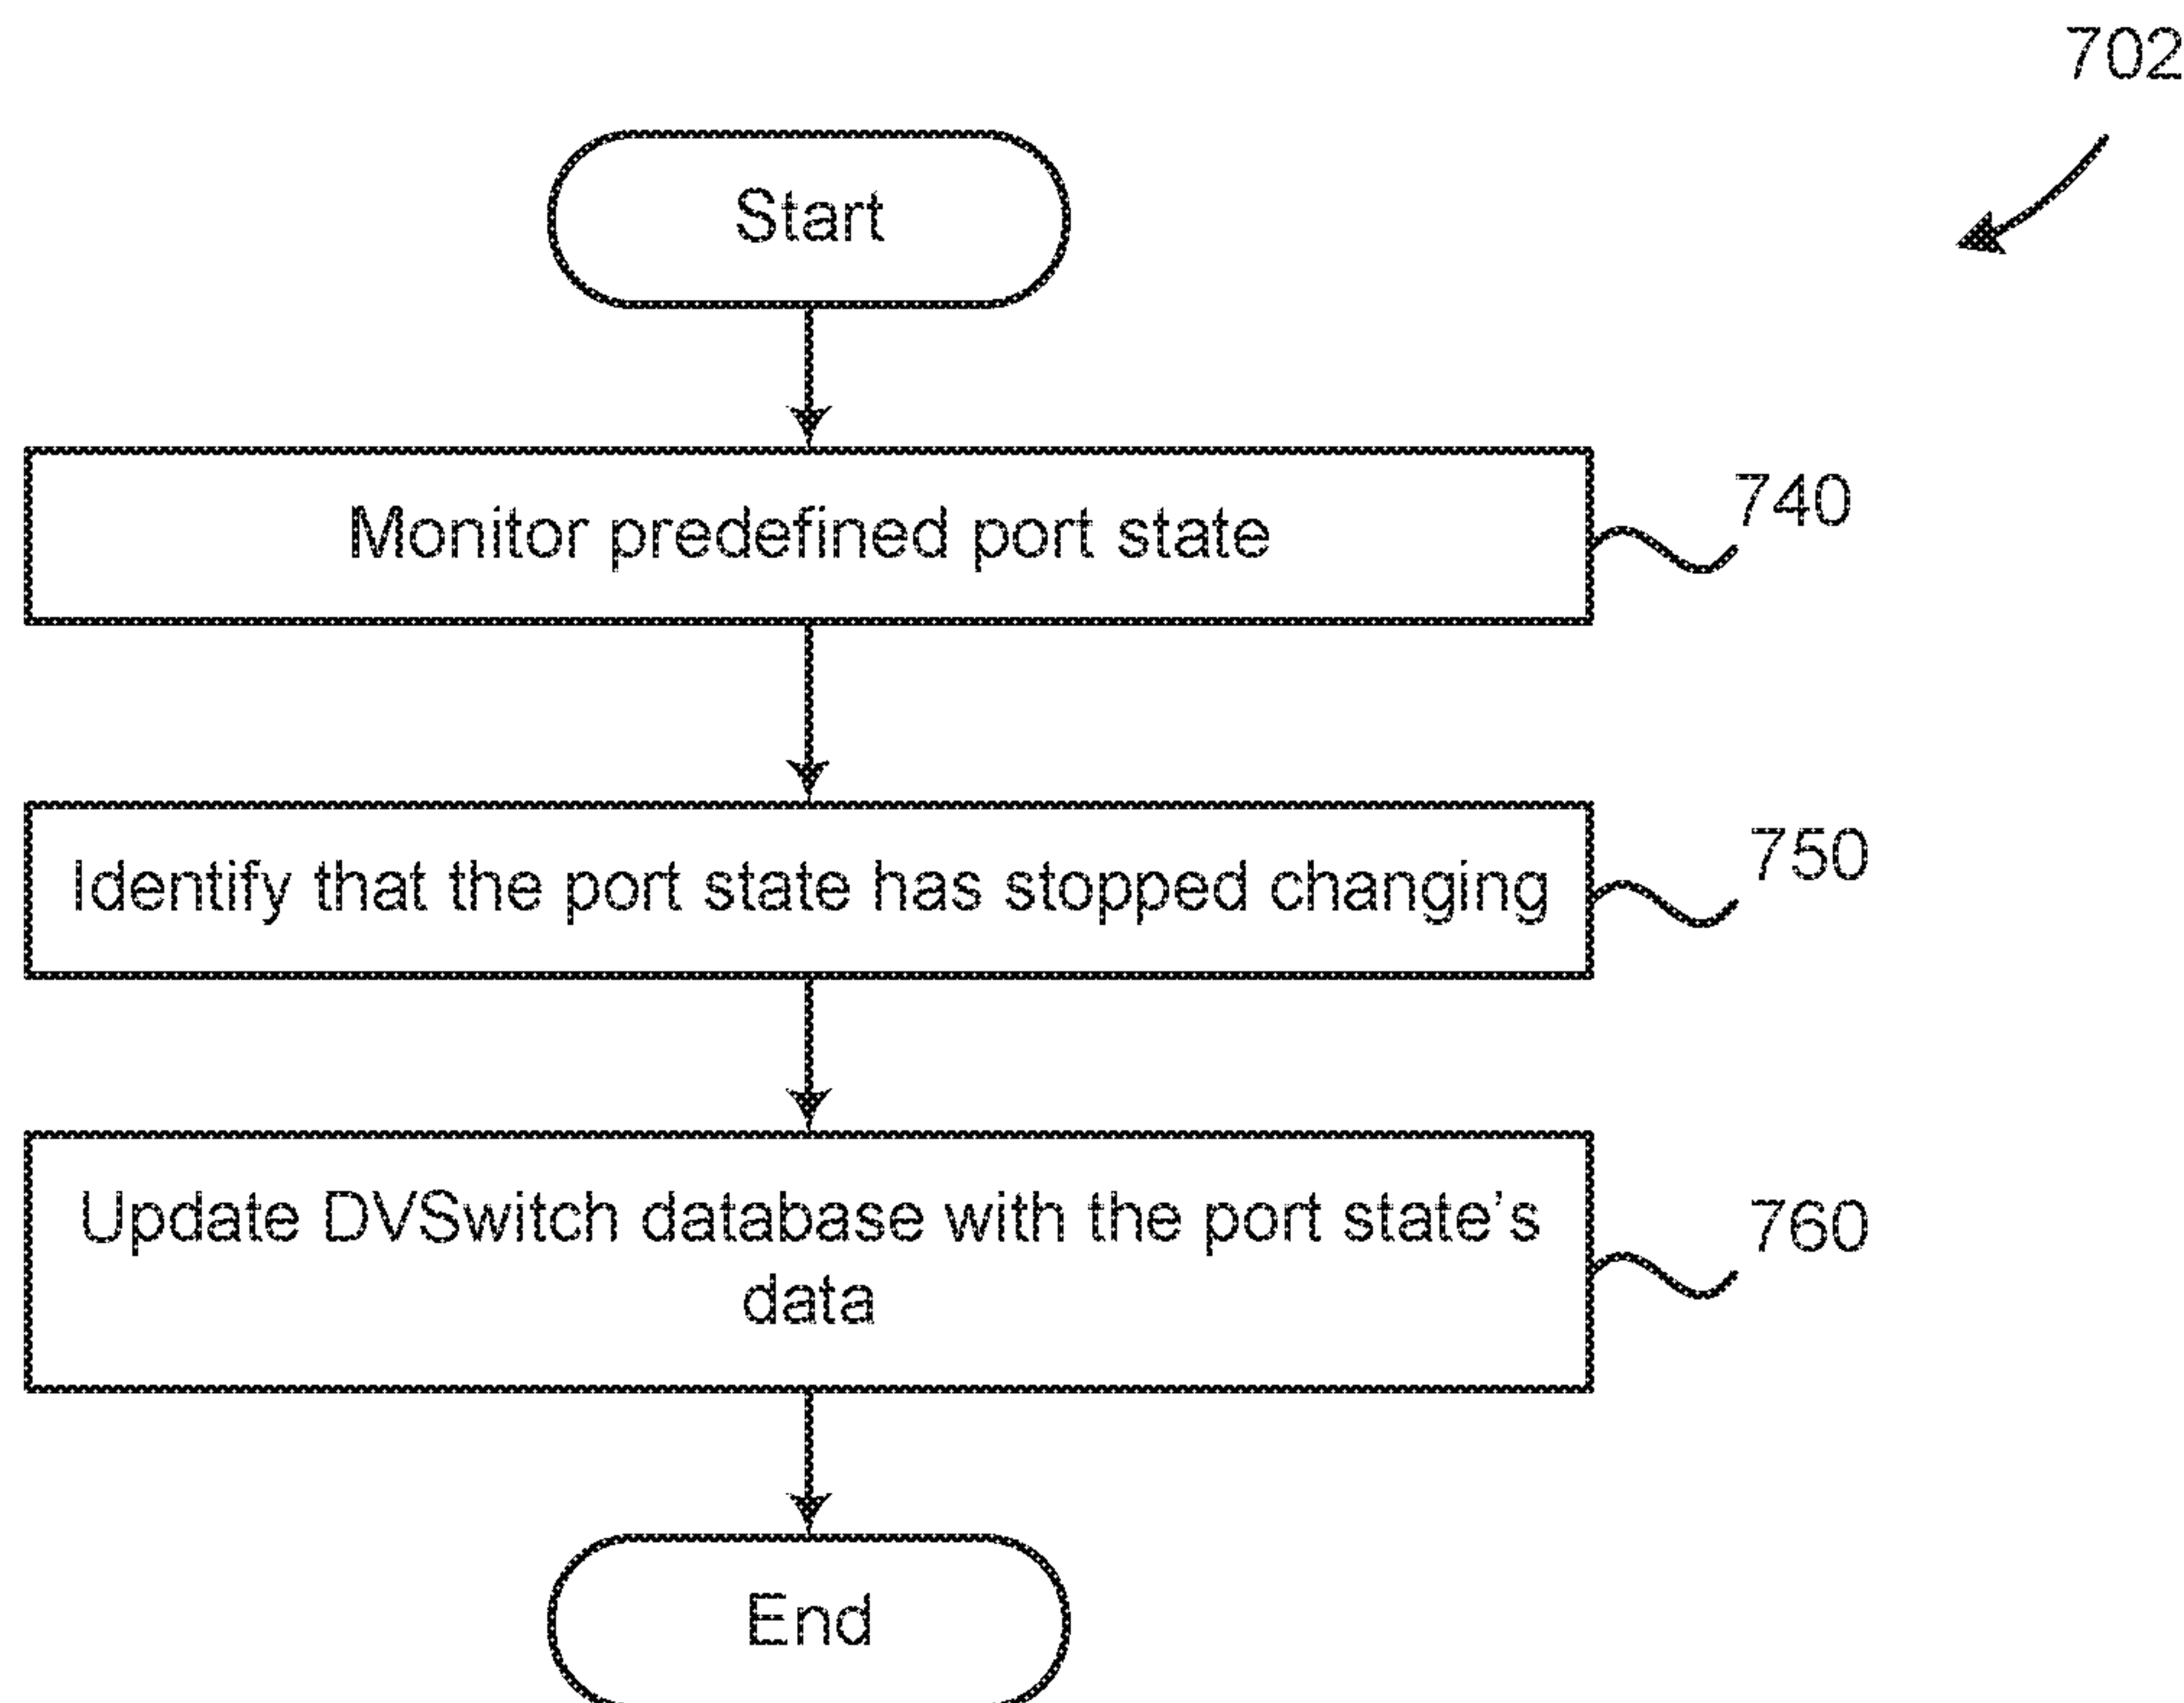 702
Start
Monitor predefined port state
740
Identify that the port state has stopped changing
750
Update DVSwitch database with the port state's
data
760
End